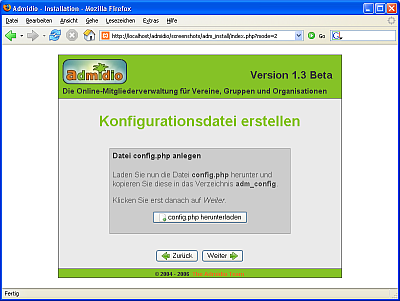 Admidio - Installation - Mozilla Firefox
Datei Bearbeiten Ansicht Gehe Lesezeichen Extras Hilfe
http://localhost/admidio/screenshots/adm_install/index.php?mode=2 Go
admidio
Version 1.3 Beta
Die Online-Mitgliederverwaltung für Vereine, Gruppen und Organisationen
Konfigurationsdatei erstellen
Datei config.php anlegen
Laden Sie nun die Datei config.php herunter und
kopieren Sie diese in das Verzeichnis adm_config.
Klicken Sie erst danach auf Weiter.
config.php herunterladen
Zurück Weiter
© 2004 - 2006 The Admidio Team
Fertig